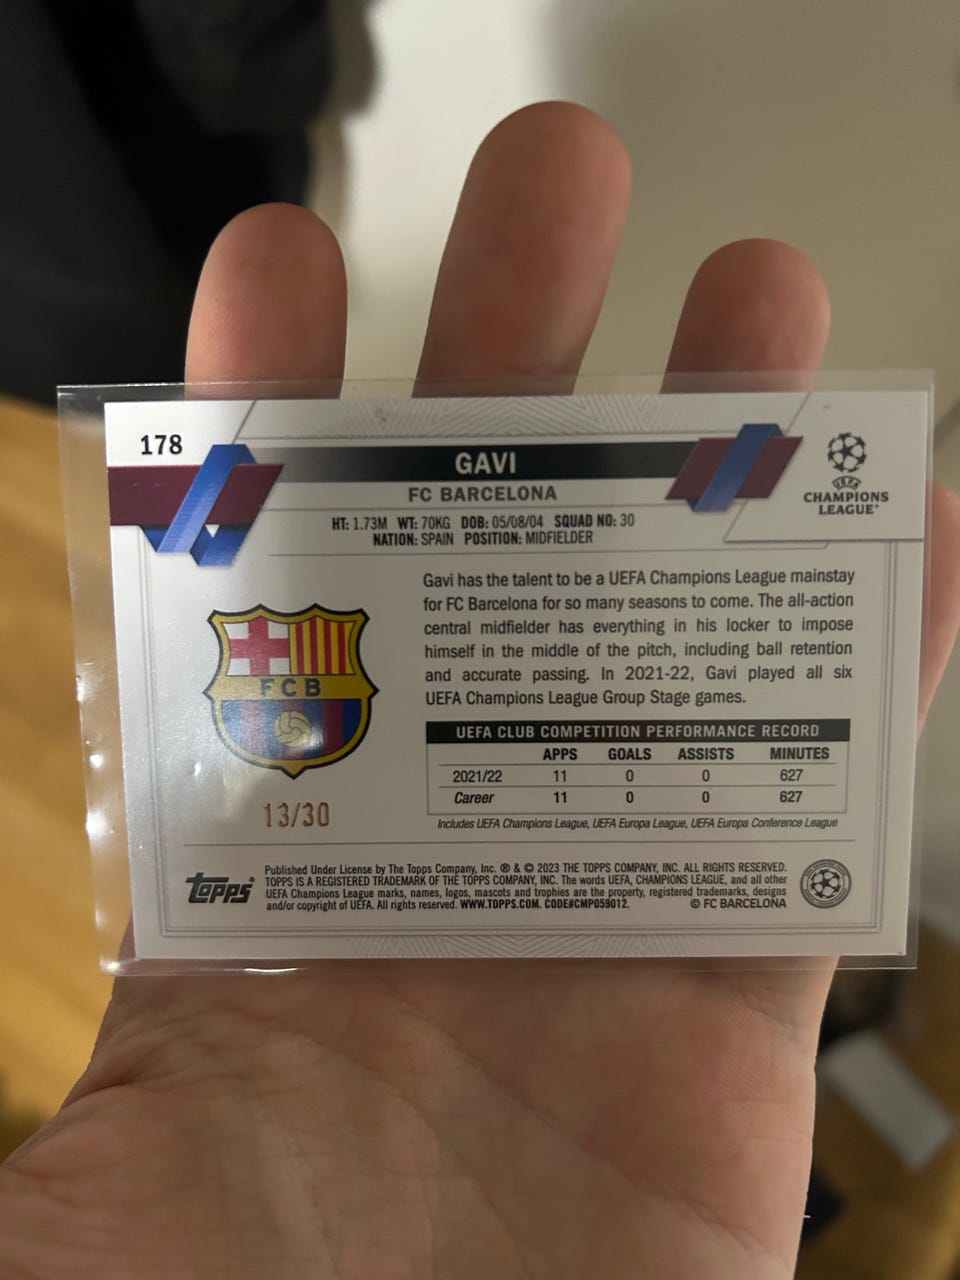 178
GAVI
FC BARCELONA
UEFA
CHAMPIONS
LEAGUE
HT: 1.73M WT: 70KG DOB: 05/08/04 SQUAD NO: 30
NATION: SPAIN POSITION: MIDFIELDER
Gavi has the talent to be a UEFA Champions League mainstay
for FC Barcelona for so many seasons to come. The all-action
central midfielder has everything in his locker to impose
himself in the middle of the pitch, including ball retention
and accurate passing. In 2021-22, Gavi played all six
UEFA Champions League Group Stage games.
FCB
13/30
UEFA CLUB COMPETITION PERFORMANCE RECORD
APPS GOALS ASSISTS MINUTES
2021/22 11 0 0 627
Career 11 0 0 627
Includes UEFA Champions League, UEFA Europa League, UEFA Europa Conference League
Topps
Published Under License by The Topps Company, Inc. ® & © 2023 THE TOPPS COMPANY, INC. ALL RIGHTS RESERVED.
TOPPS IS A REGISTERED TRADEMARK OF THE TOPPS COMPANY, INC. The words UEFA, CHAMPIONS LEAGUE, and all other
UEFA Champions League marks, names, logos, mascots and trophies are the property, registered trademarks, designs
and/or copyright of UEFA. All rights reserved. WWW.TOPPS.COM. CODE#CMP059012. © FC BARCELONA